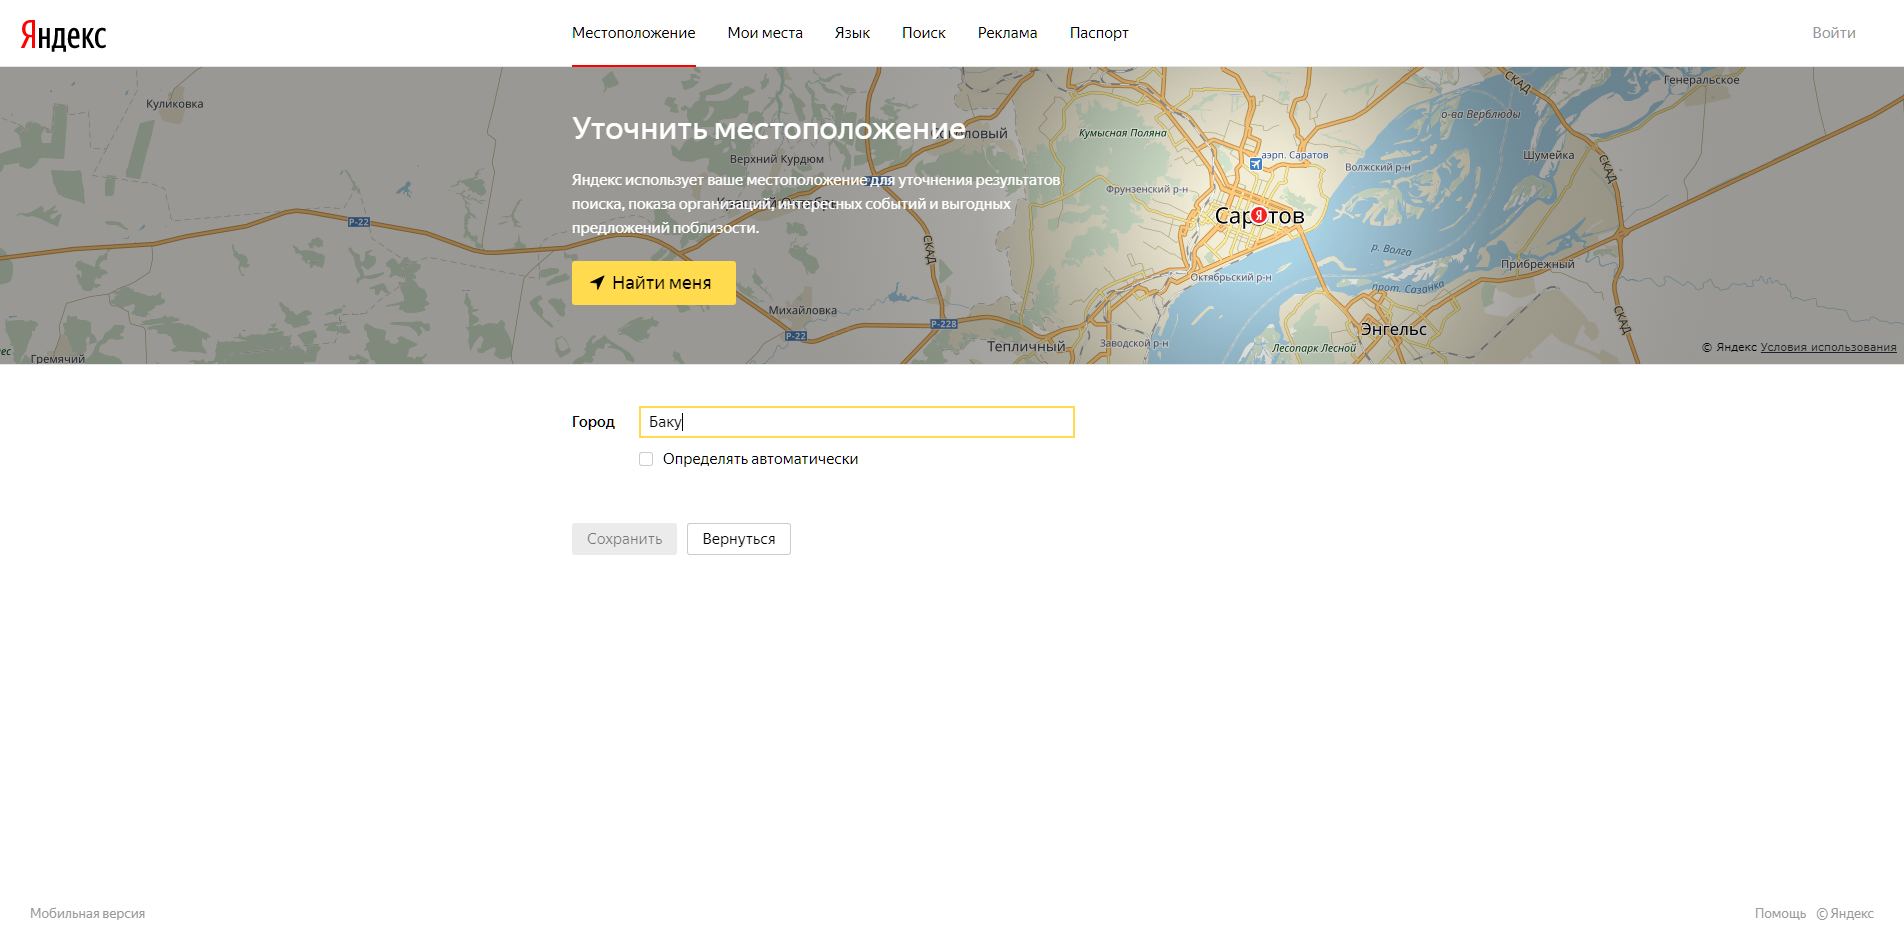 Яндекс
Местоположение
Мои места
Язык
Поиск
Реклама
Паспорт
Войти
Куликовка
Генеральское
о-ва Верблюды
Кумысная Поляна
Уточнить местоположение
Верхний Курдюм
аэрп. Саратов
Шумейка
Волжский р-н
Фрунзенский р-н
СКАД
СКАД
Яндекс использует ваше местоположение для уточнения результатов
поиска, показа организаций, интересных событий и выгодных
предложений поблизости.
Саратов
Я
Р-22
СКАД
р. Волга
Прибрежный
Октябрьский р-н
прот. Сазанка
Найти меня
Михайловка
Р-228
Р-22
СКАД
Энгельс
Тепличный
Заводской р-н
Лесопарк Лесной
Гремячий
© Яндекс Условия использования
Город
Баку
Определять автоматически
Сохранить
Вернуться
Мобильная версия
Помощь
© Яндекс